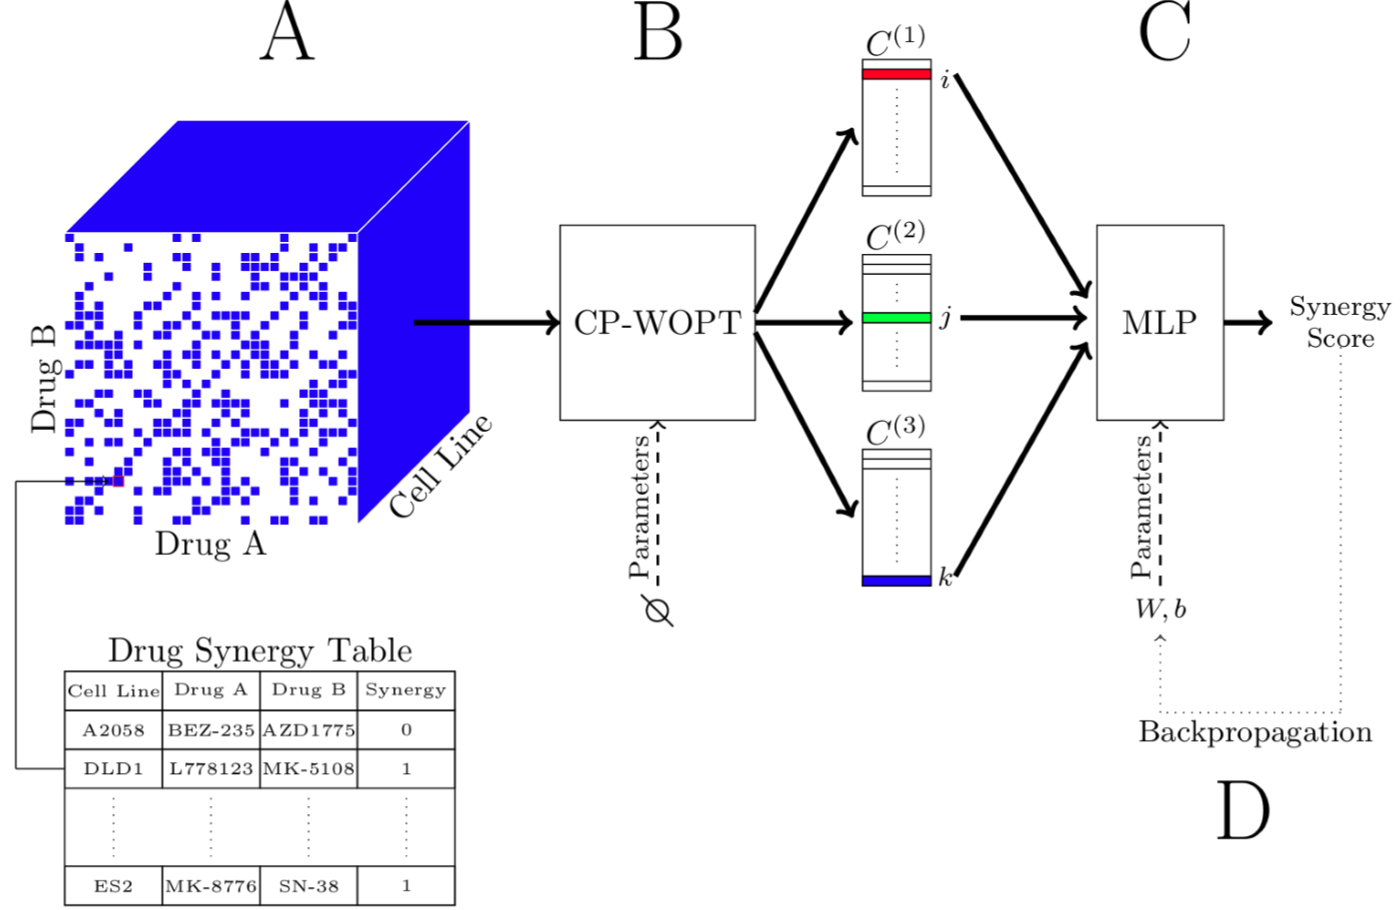 A
B
C
C^{(1)}
i
C^{(2)}
j
C^{(3)}
k
Drug B
Drug A
Cell Line
CP-WOPT
Parameters
∅
MLP
Parameters
W, b
Synergy
Score
Backpropagation
D
Drug Synergy Table
Cell Line Drug A Drug B Synergy
A2058 BEZ-235 AZD1775 0
DLD1 L778123 MK-5108 1
ES2 MK-8776 SN-38 1